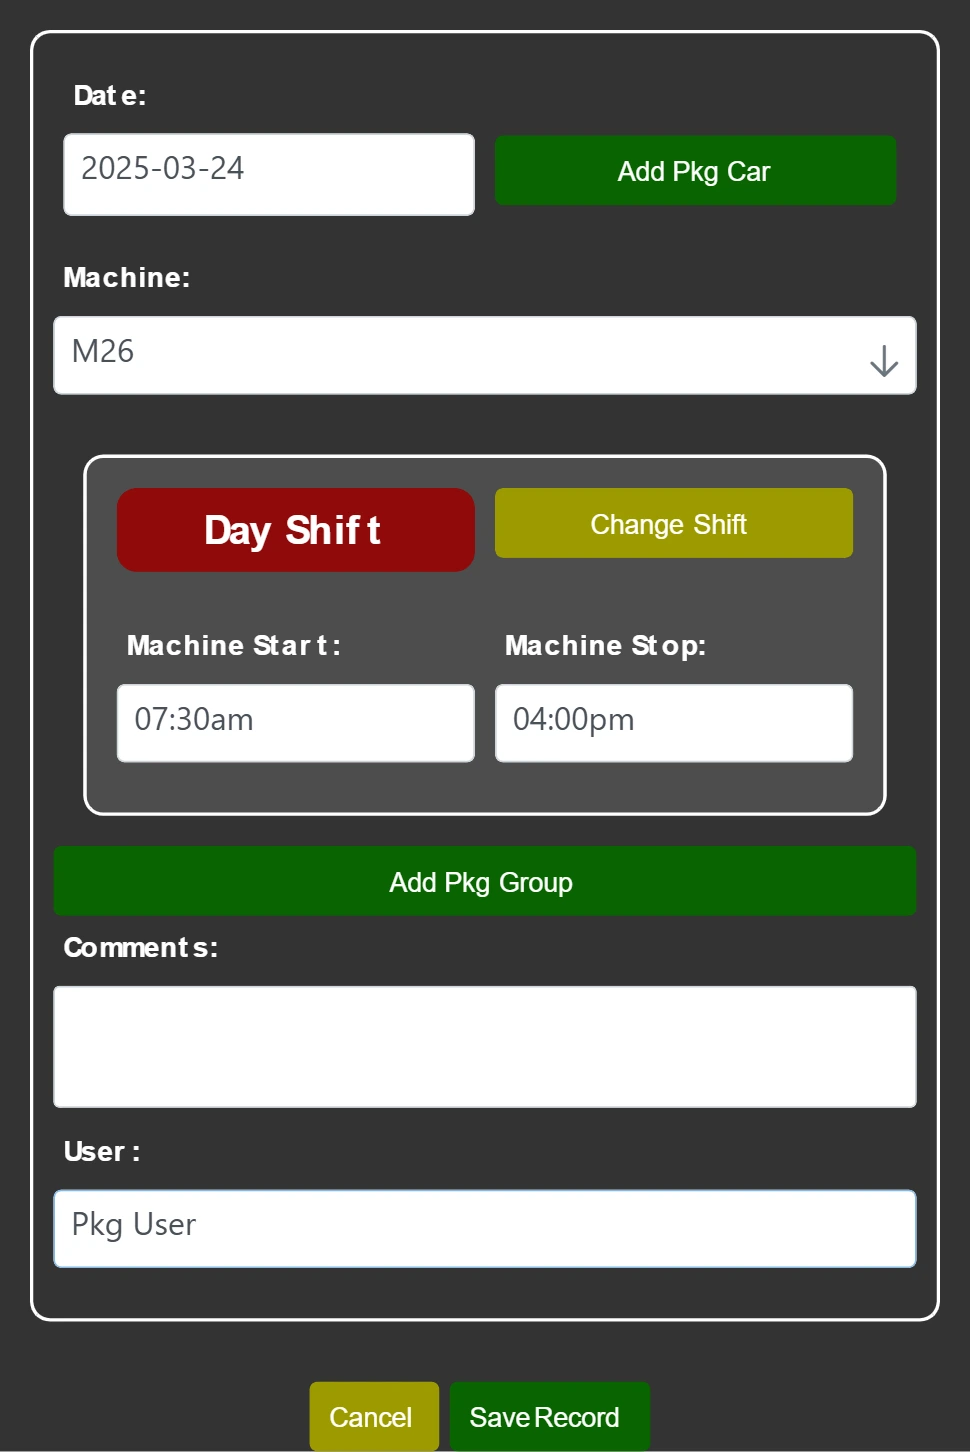 Date:
2025-03-24
Add Pkg Car
Machine:
M26
Day Shift
Change Shift
Machine Start:
Machine Stop:
07:30am
04:00pm
Add Pkg Group
Comments:
User:
Pkg User
Cancel
Save Record